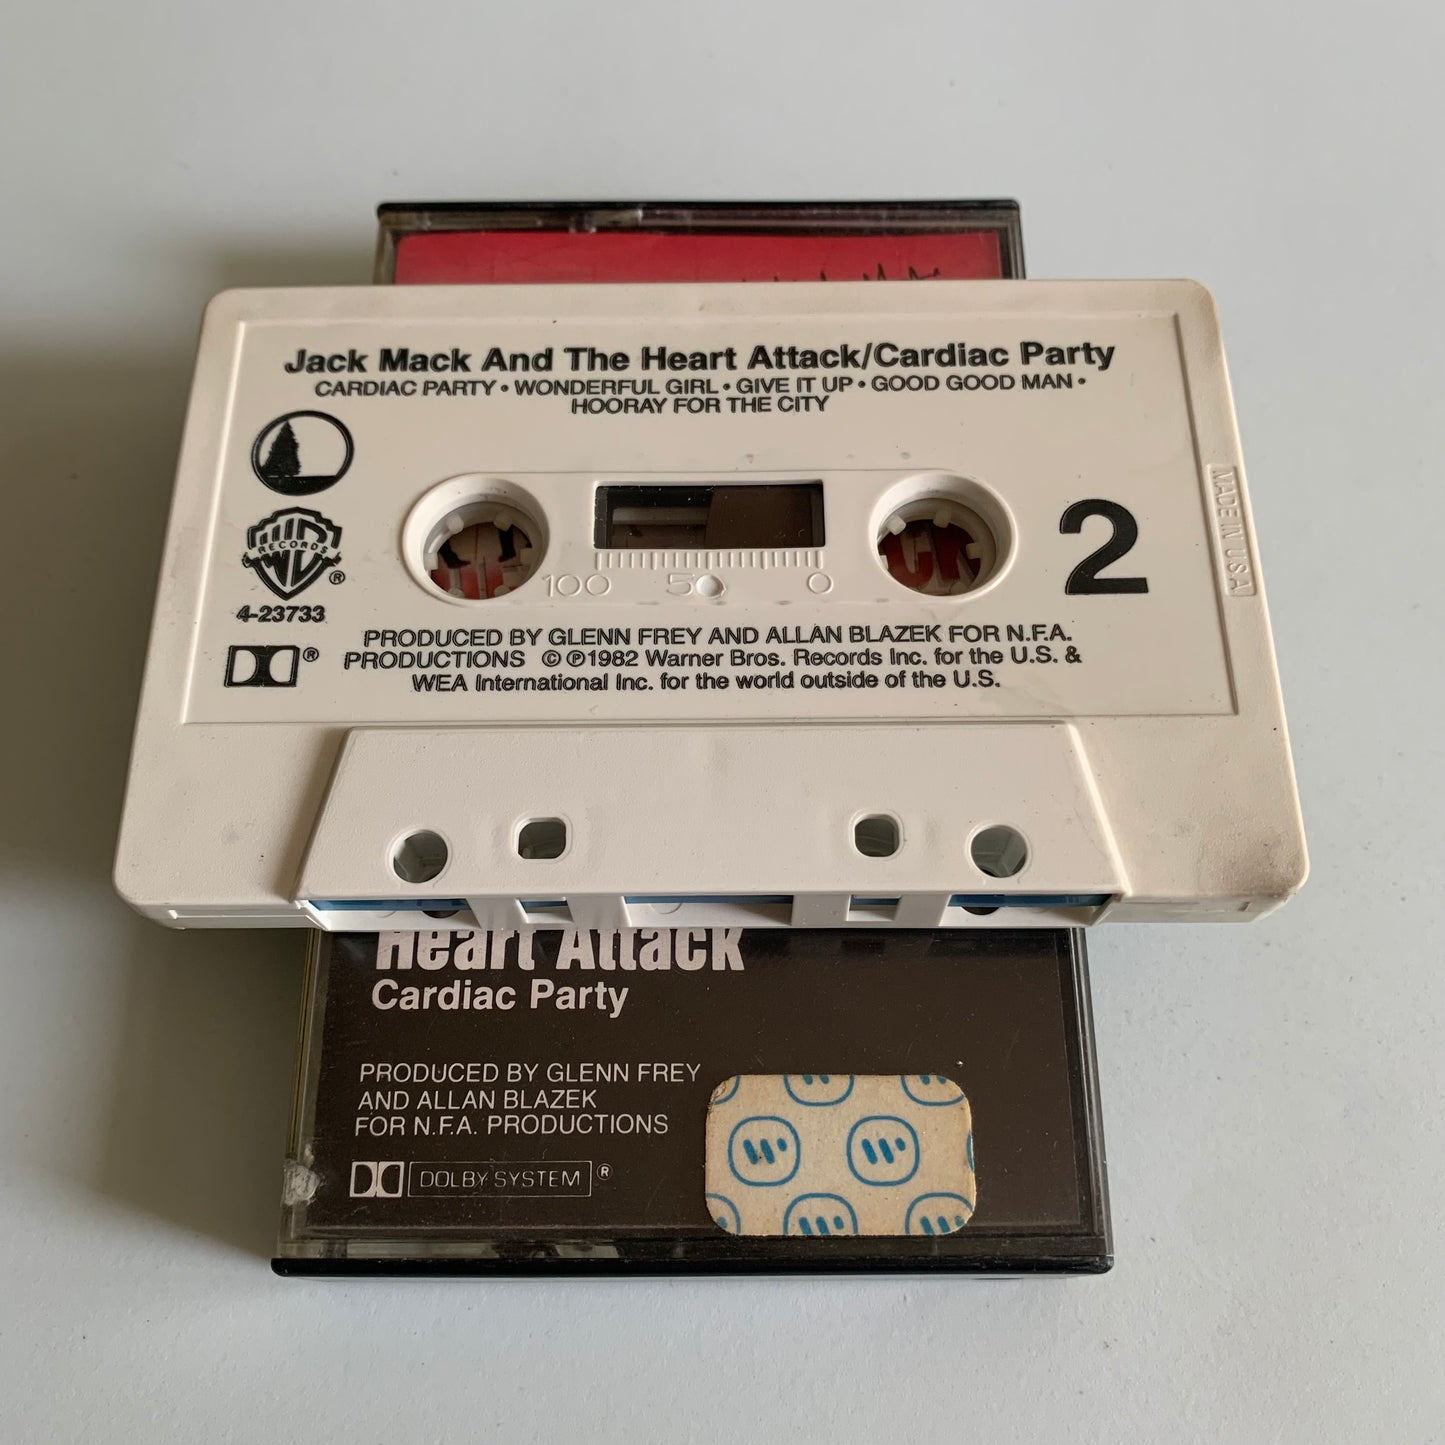 Jack Mack And The Heart Attack/Cardiac Party
CARDIAC PARTY • WONDERFUL GIRL • GIVE IT UP • GOOD GOOD MAN •
HOORAY FOR THE CITY
RECORDS
®
4-23733
®
100 50 0
2
MADE IN U.S.A.
PRODUCED BY GLENN FREY AND ALLAN BLAZEK FOR N.F.A.
PRODUCTIONS © ℗ 1982 Warner Bros. Records Inc. for the U.S. &
WEA International Inc. for the world outside of the U.S.
Heart Attack
Cardiac Party
PRODUCED BY GLENN FREY
AND ALLAN BLAZEK
FOR N.F.A. PRODUCTIONS
DOLBY SYSTEM ®